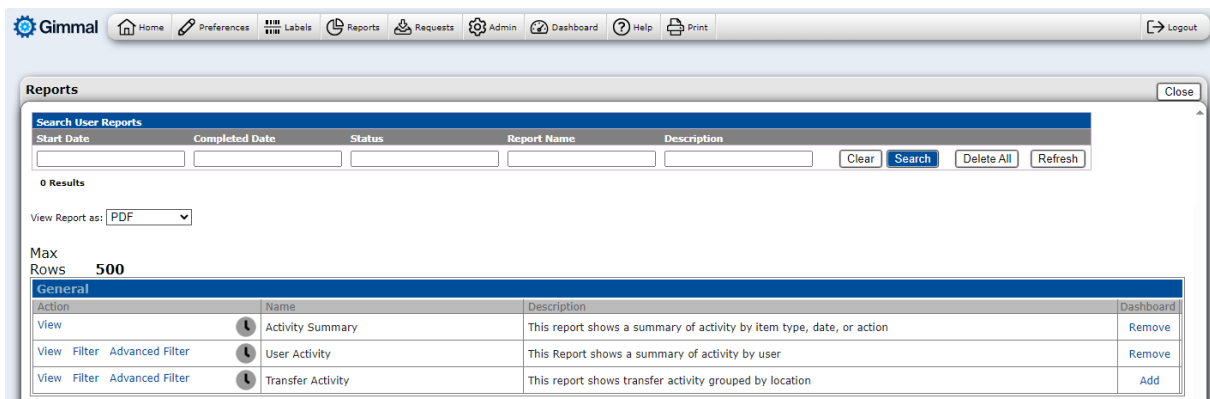 Gimmal Home Preferences Labels Reports Requests Admin Dashboard Help Print Logout
Reports Close
Search User Reports
Start Date Completed Date Status Report Name Description
Clear Search Delete All Refresh
0 Results
View Report as: PDF
Max
Rows 500
General
Action Name Description Dashboard
View Activity Summary This report shows a summary of activity by item type, date, or action Remove
View Filter Advanced Filter User Activity This Report shows a summary of activity by user Remove
View Filter Advanced Filter Transfer Activity This report shows transfer activity grouped by location Add